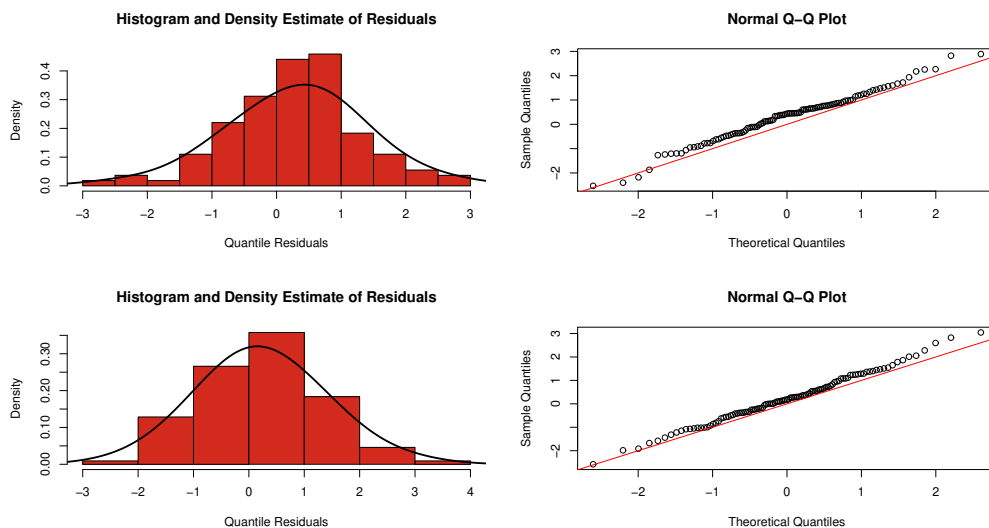 Histogram and Density Estimate of Residuals
Density
0.0 0.1 0.2 0.3 0.4
−3 −2 −1 0 1 2 3
Quantile Residuals
Normal Q−Q Plot
Sample Quantiles
−2 0 1 2 3
−2 −1 0 1 2
Theoretical Quantiles
Histogram and Density Estimate of Residuals
Density
0.00 0.10 0.20 0.30
−3 −2 −1 0 1 2 3 4
Quantile Residuals
Normal Q−Q Plot
Sample Quantiles
−2 0 1 2 3
−2 −1 0 1 2
Theoretical Quantiles